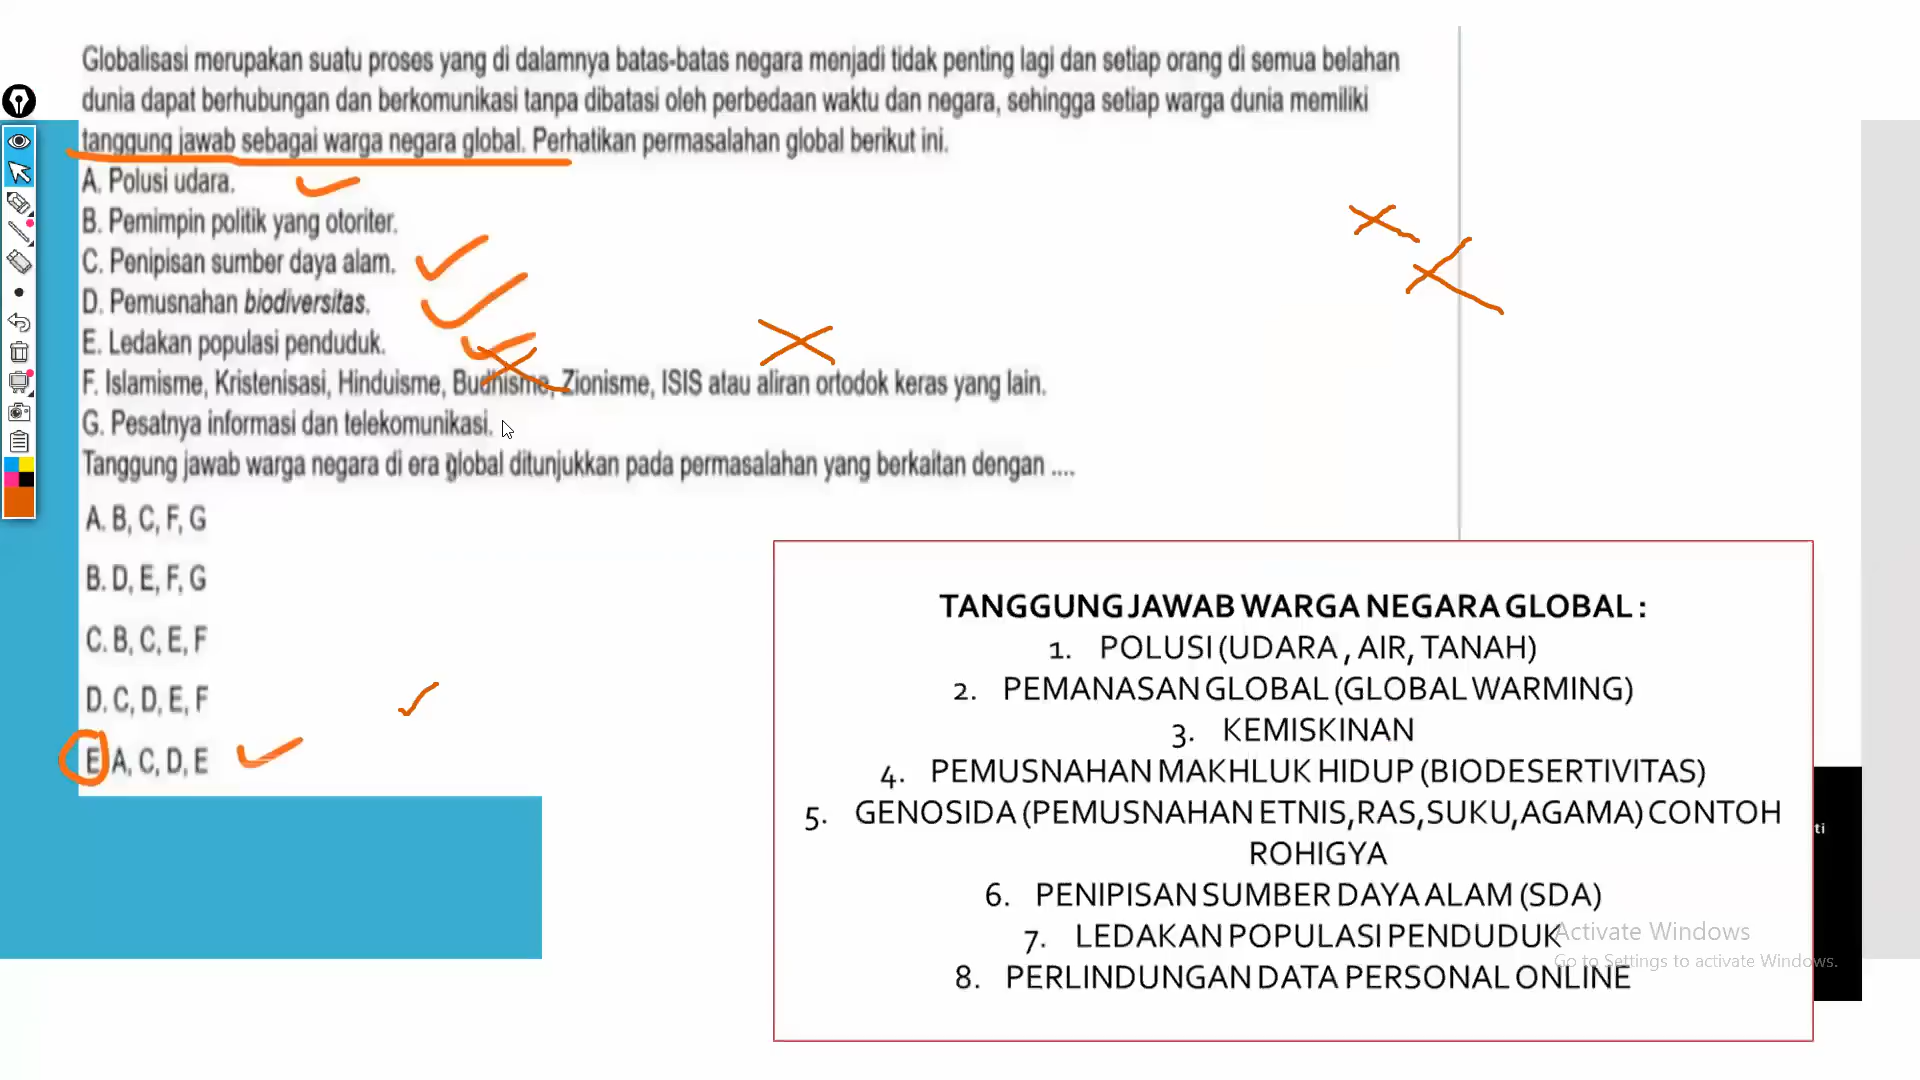 Globalisasi merupakan suatu proses yang di dalamnya batas-batas negara menjadi tidak penting lagi dan setiap orang di semua belahan
dunia dapat berhubungan dan berkomunikasi tanpa dibatasi oleh perbedaan waktu dan negara, sehingga setiap warga dunia memiliki
tanggung jawab sebagai warga negara global. Perhatikan permasalahan global berikut ini.
A. Polusi udara.
B. Pemimpin politik yang otoriter.
C. Penipisan sumber daya alam.
D. Pemusnahan biodiversitas.
E. Ledakan populasi penduduk.
F. Islamisme, Kristenisasi, Hinduisme, Budhisme, Zionisme, ISIS atau aliran ortodok keras yang lain.
G. Pesatnya informasi dan telekomunikasi.
Tanggung jawab warga negara di era global ditunjukkan pada permasalahan yang berkaitan dengan ....
A. B, C, F, G
B. D, E, F, G
C. B, C, E, F
D. C, D, E, F
E A, C, D, E
TANGGUNG JAWAB WARGA NEGARA GLOBAL :
1. POLUSI (UDARA , AIR, TANAH)
2. PEMANASAN GLOBAL (GLOBAL WARMING)
3. KEMISKINAN
4. PEMUSNAHAN MAKHLUK HIDUP (BIODESERTIVITAS)
5. GENOSIDA (PEMUSNAHAN ETNIS,RAS,SUKU,AGAMA) CONTOH
ROHIGYA
6. PENIPISAN SUMBER DAYA ALAM (SDA)
7. LEDAKAN POPULASI PENDUDUK
8. PERLINDUNGAN DATA PERSONAL ONLINE
ti
Activate Windows
Go to Settings to activate Windows.